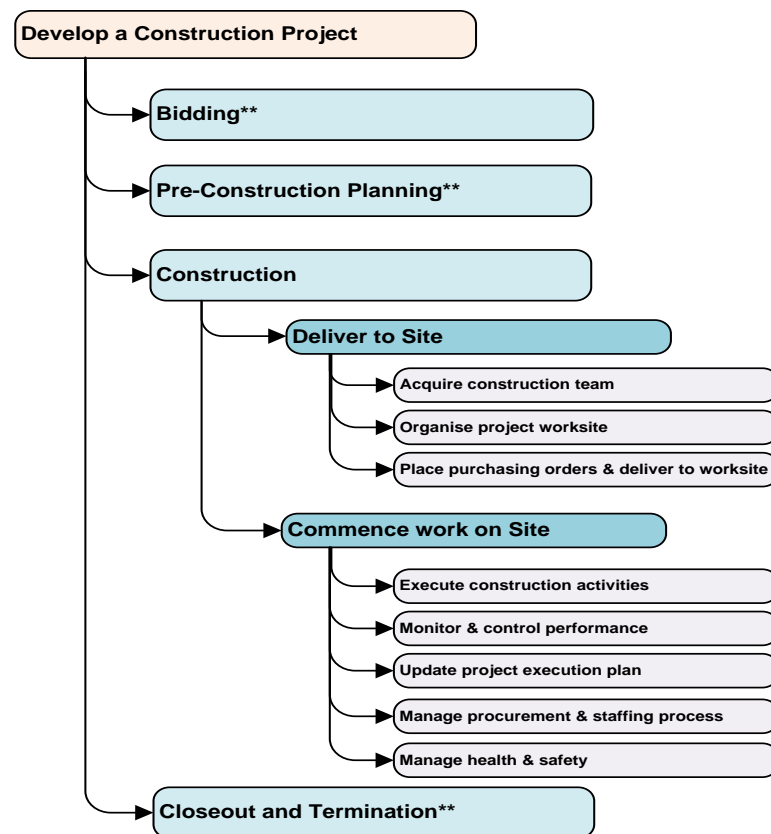 Develop a Construction Project
Bidding**
Pre-Construction Planning**
Construction
Deliver to Site
Acquire construction team
Organise project worksite
Place purchasing orders & deliver to worksite
Commence work on Site
Execute construction activities
Monitor & control performance
Update project execution plan
Manage procurement & staffing process
Manage health & safety
Closeout and Termination**